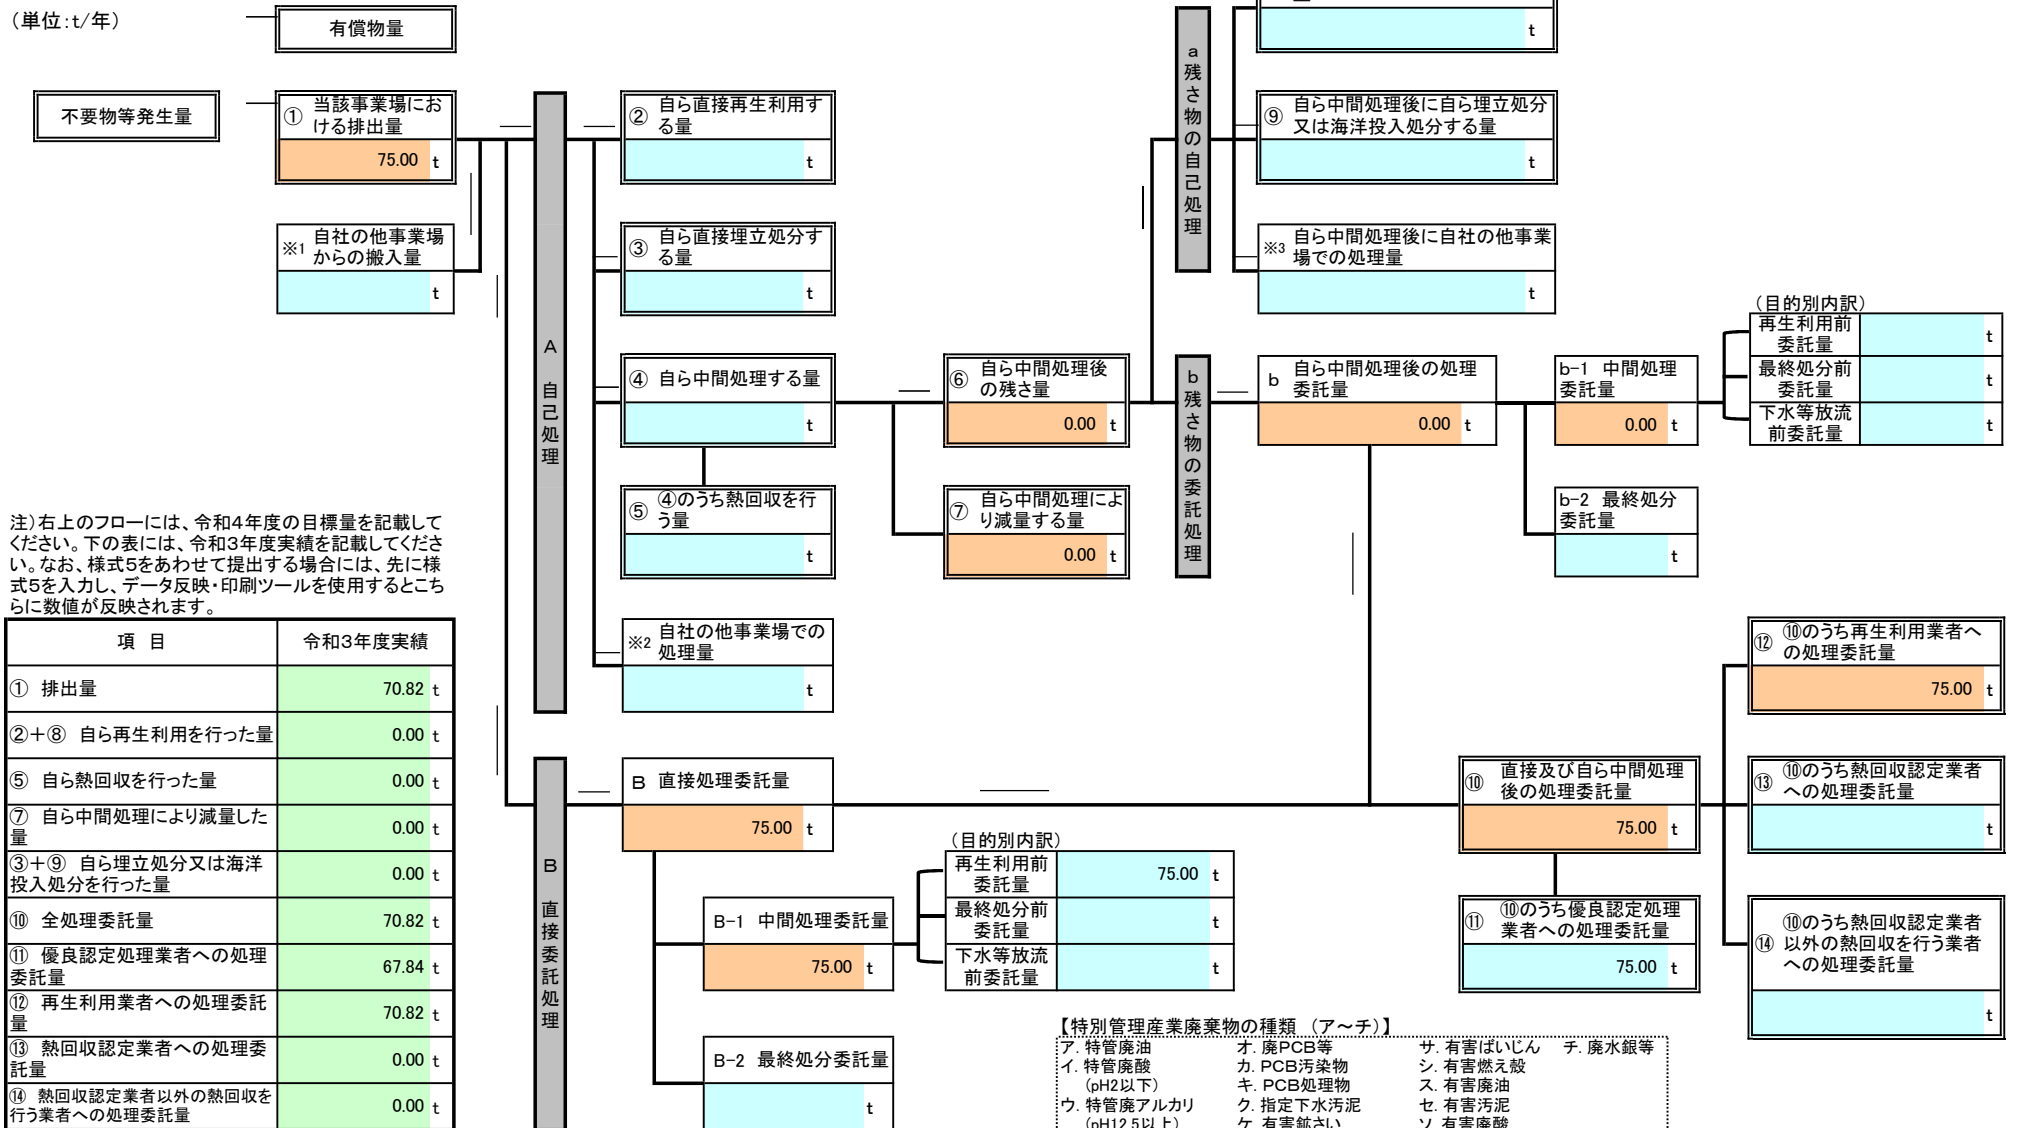 （単位:t/年）
有償物量
t
不要物等発生量
① 当該事業場にお
ける排出量
75.00 t
② 自ら直接再生利用す
る量
t
⑨ 自ら中間処理後に自ら埋立処分
又は海洋投入処分する量
t
a
残
さ
物
の
自
己
処
理
※1 自社の他事業場
からの搬入量
t
③ 自ら直接埋立処分す
る量
t
※3 自ら中間処理後に自社の他事業
場での処理量
t
A
自
己
処
理
④ 自ら中間処理する量
t
⑥ 自ら中間処理後
の残さ量
0.00 t
b
残
さ
物
の
委
託
処
理
b 自ら中間処理後の処理
委託量
0.00 t
b-1 中間処理
委託量
0.00 t
（目的別内訳）
再生利用前
委託量
t
最終処分前
委託量
t
下水等放流
前委託量
t
⑤ ④のうち熱回収を行
う量
t
⑦ 自ら中間処理によ
り減量する量
0.00 t
b-2 最終処分
委託量
t
注）右上のフローには、令和4年度の目標量を記載して
ください。下の表には、令和3年度実績を記載してくださ
い。なお、様式5をあわせて提出する場合には、先に様
式5を入力し、データ反映・印刷ツールを使用するとこち
らに数値が反映されます。
項 目 令和3年度実績
① 排出量 70.82 t
②＋⑧ 自ら再生利用を行った量 0.00 t
⑤ 自ら熱回収を行った量 0.00 t
⑦ 自ら中間処理により減量した
量 0.00 t
③＋⑨ 自ら埋立処分又は海洋
投入処分を行った量 0.00 t
⑩ 全処理委託量 70.82 t
⑪ 優良認定処理業者への処理
委託量 67.84 t
⑫ 再生利用業者への処理委託
量 70.82 t
⑬ 熱回収認定業者への処理委
託量 0.00 t
⑭ 熱回収認定業者以外の熱回収を
行う業者への処理委託量 0.00 t
※2 自社の他事業場での
処理量
t
B
直
接
委
託
処
理
B 直接処理委託量
75.00 t
B-1 中間処理委託量
75.00 t
（目的別内訳）
再生利用前
委託量
75.00 t
最終処分前
委託量
t
下水等放流
前委託量
t
B-2 最終処分委託量
t
⑩ 直接及び自ら中間処理
後の処理委託量
75.00 t
⑪ ⑩のうち優良認定処理
業者への処理委託量
75.00 t
⑫ ⑩のうち再生利用業者へ
の処理委託量
75.00 t
⑬ ⑩のうち熱回収認定業者
への処理委託量
t
⑭ ⑩のうち熱回収認定業者
以外の熱回収を行う業者
への処理委託量
t
【特別管理産業廃棄物の種類 （ア～チ）】
ア. 特管廃油 オ. 廃PCB等 サ. 有害ばいじん チ. 廃水銀等
イ. 特管廃酸 カ. PCB汚染物 シ. 有害燃え殻
（pH2以下） キ. PCB処理物 ス. 有害廃油
ウ. 特管廃アルカリ ク. 指定下水汚泥 セ. 有害汚泥
（pH12.5以上） ケ. 有害鉱さい ソ. 有害廃酸